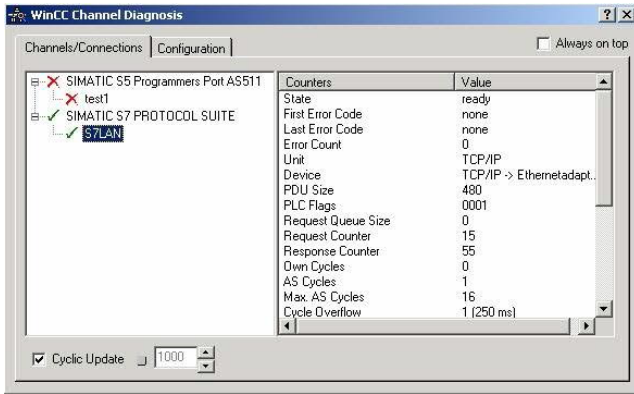 WinCC Channel Diagnosis
Channels/Connections Configuration Always on top
SIMATIC S5 Programmers Port AS511
test1
SIMATIC S7 PROTOCOL SUITE
S7LAN
Counters Value
State ready
First Error Code none
Last Error Code none
Error Count 0
Unit TCP/IP
Device TCP/IP -> Ethernetadapt..
PDU Size 480
PLC Flags 0001
Request Queue Size 0
Request Counter 15
Response Counter 55
Own Cycles 0
AS Cycles 1
Max. AS Cycles 16
Cycle Overflow 1 (250 ms)
Cyclic Update 1000